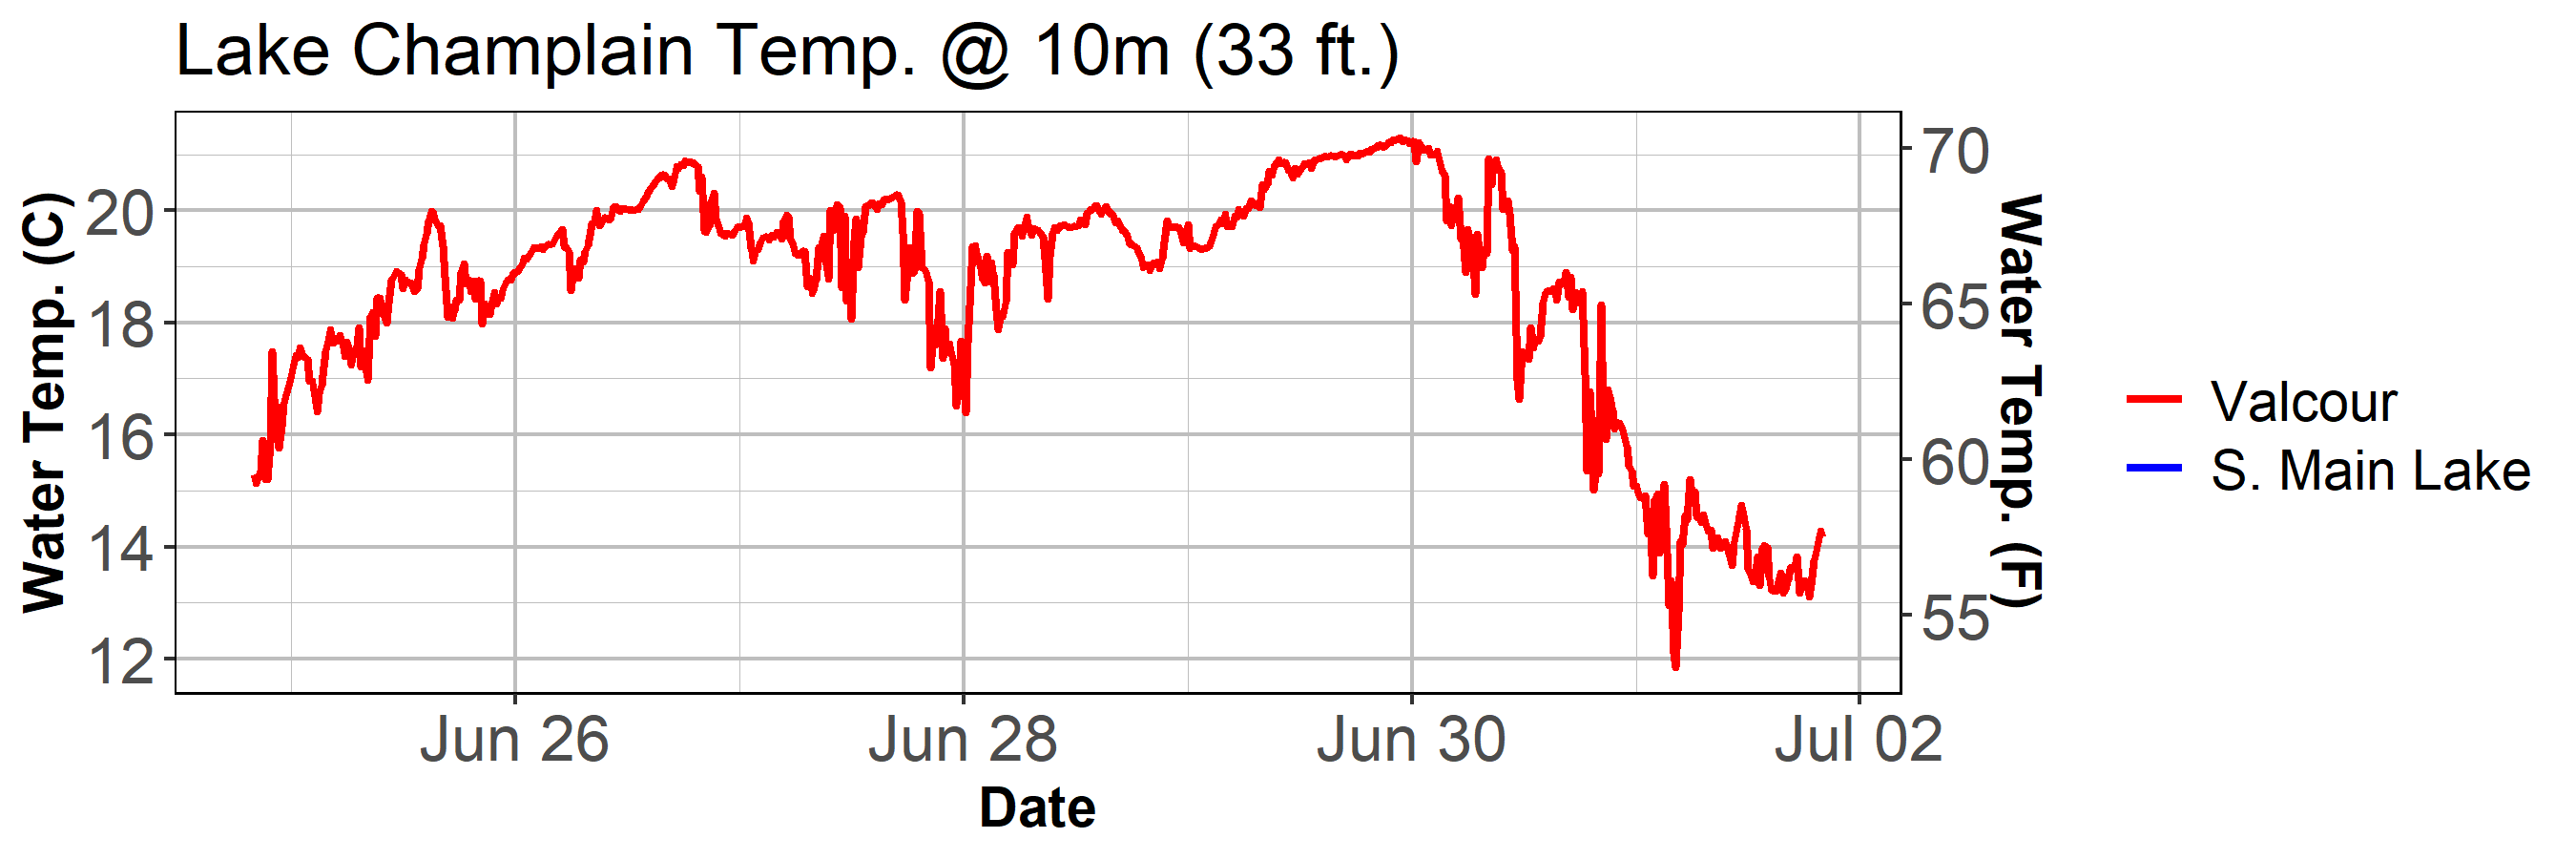 Lake Champlain Temp. @ 10m (33 ft.)
Water Temp. (C)
20
18
16
14
12
70
65
60
55
Water Temp. (F)
Jun 26
Jun 28
Jun 30
Jul 02
Date
Valcour
S. Main Lake